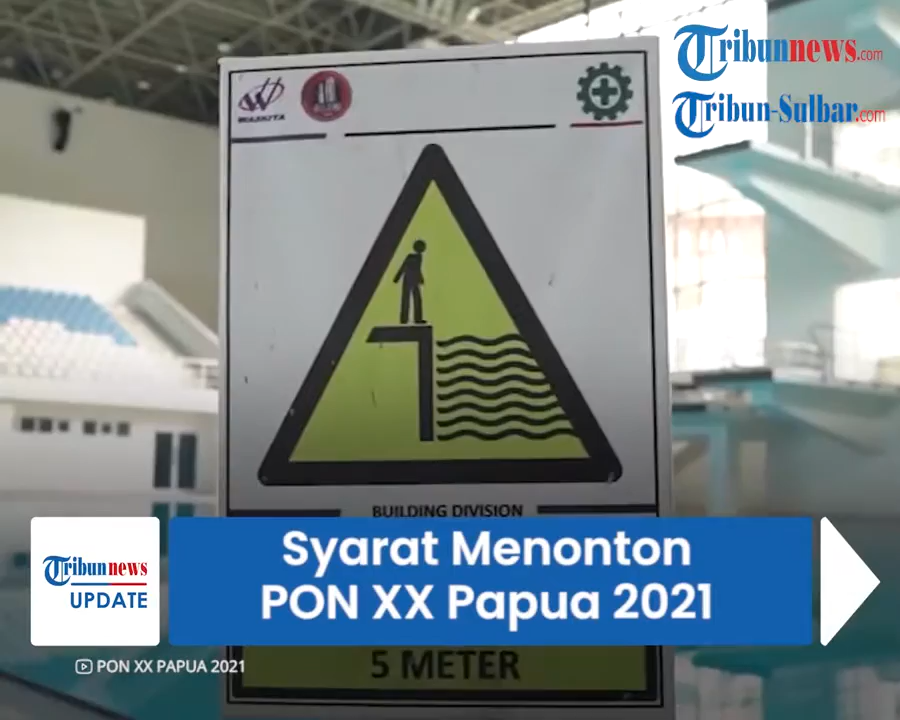 Tribunnews.com
Tribun-Sulbar.com
WASKITA
BUILDING DIVISION
Syarat Menonton
PON XX Papua 2021
Tribunnews
UPDATE
PON XX PAPUA 2021
5 METER